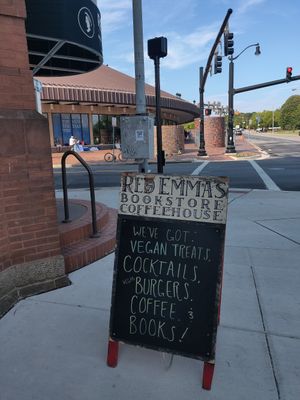 RED EMMA'S
BOOKSTORE
COFFEEHOUSE
WE'VE GOT:
VEGAN TREATS,
COCKTAILS,
BURGERS,
COFFEE, &
BOOKS!